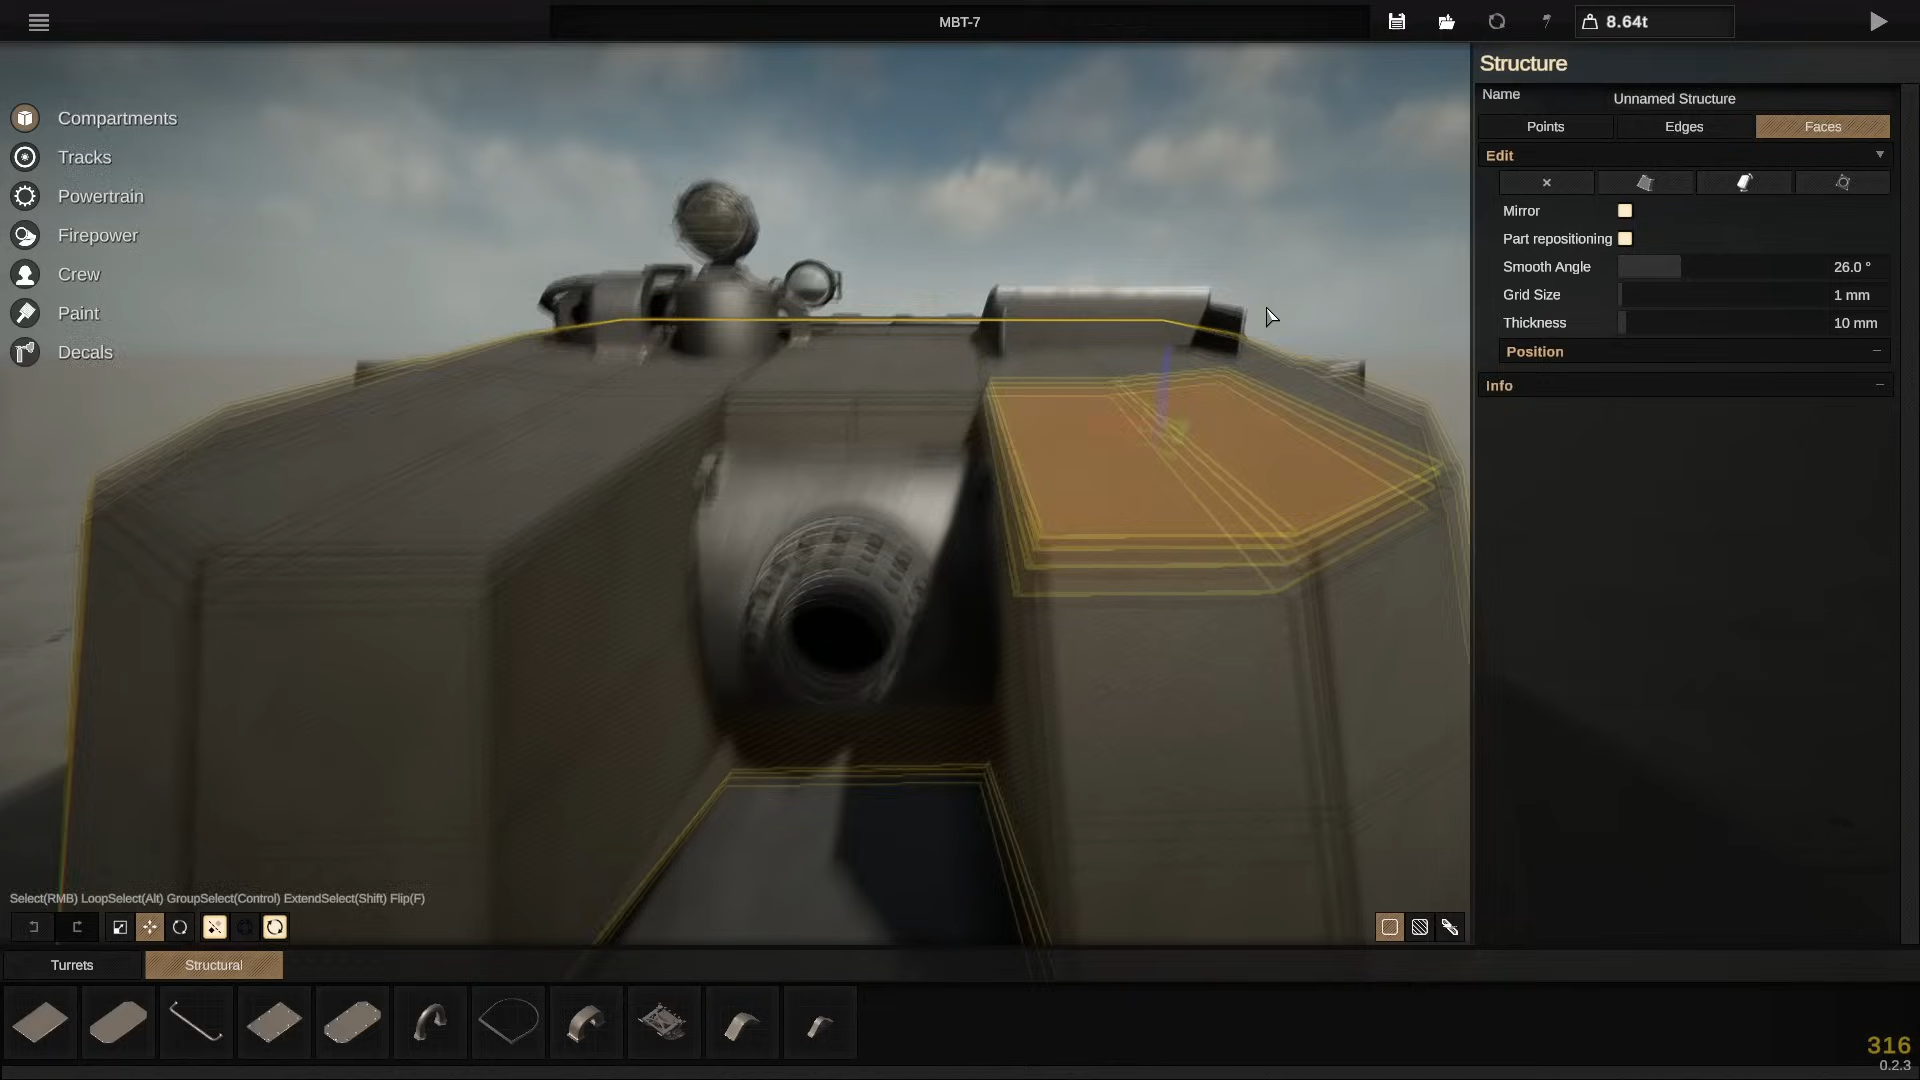 MBT-7
8.64t
Structure
Name
Unnamed Structure
Points
Edges
Faces
Edit
Mirror
Part repositioning
Smooth Angle
26.0 °
Grid Size
1 mm
Thickness
10 mm
Position
Info
Compartments
Tracks
Powertrain
Firepower
Crew
Paint
Decals
Select(RMB) LoopSelect(Alt) GroupSelect(Control) ExtendSelect(Shift) Flip(F)
Turrets
Structural
316
0.2.3